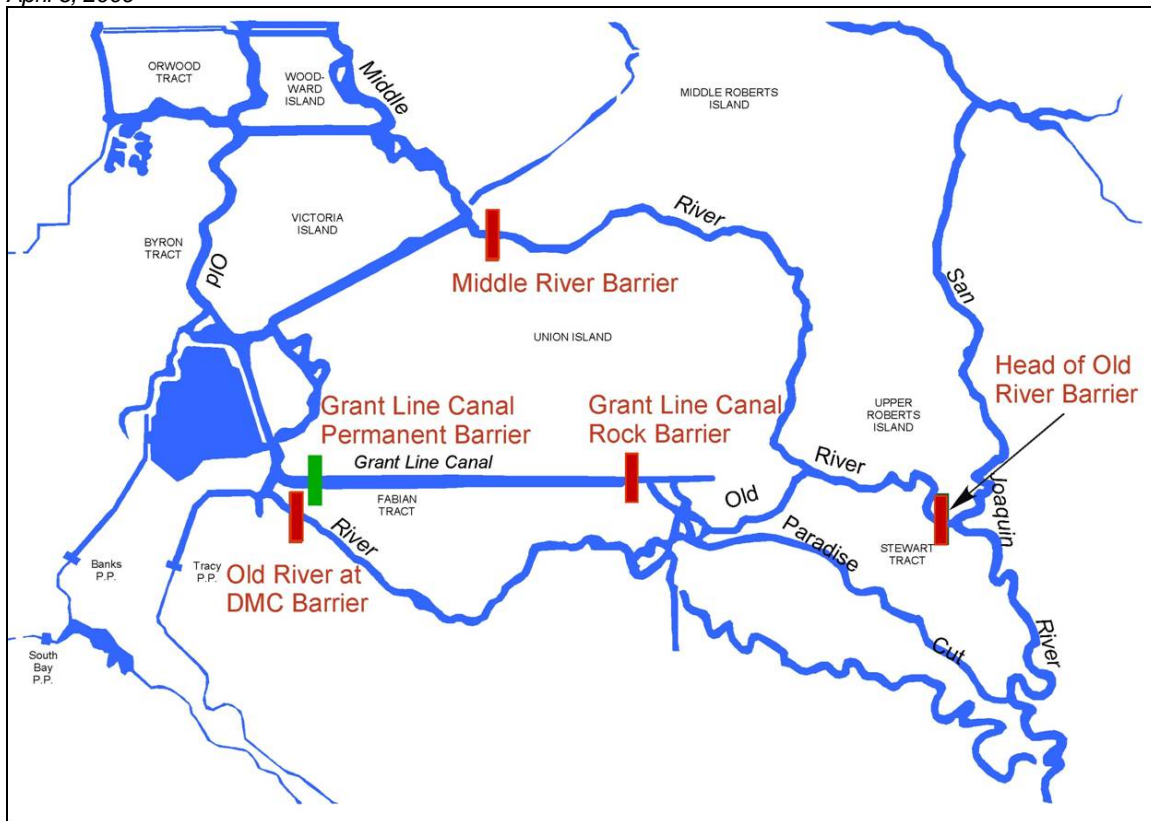 ORWOOD
TRACT
WOOD-
WARD
ISLAND
Middle
MIDDLE ROBERTS
ISLAND
VICTORIA
ISLAND
BYRON
TRACT
Old
River
Middle River Barrier
San
UNION ISLAND
Head of Old
River Barrier
Grant Line Canal
Permanent Barrier
Grant Line Canal
Rock Barrier
UPPER
ROBERTS
ISLAND
Grant Line Canal
FABIAN
TRACT
River
Old
River
Joaquin
Paradise
STEWART
TRACT
Banks
P.P.
Tracy
P.P.
Old River at
DMC Barrier
South
Bay
P.P.
Cut
River